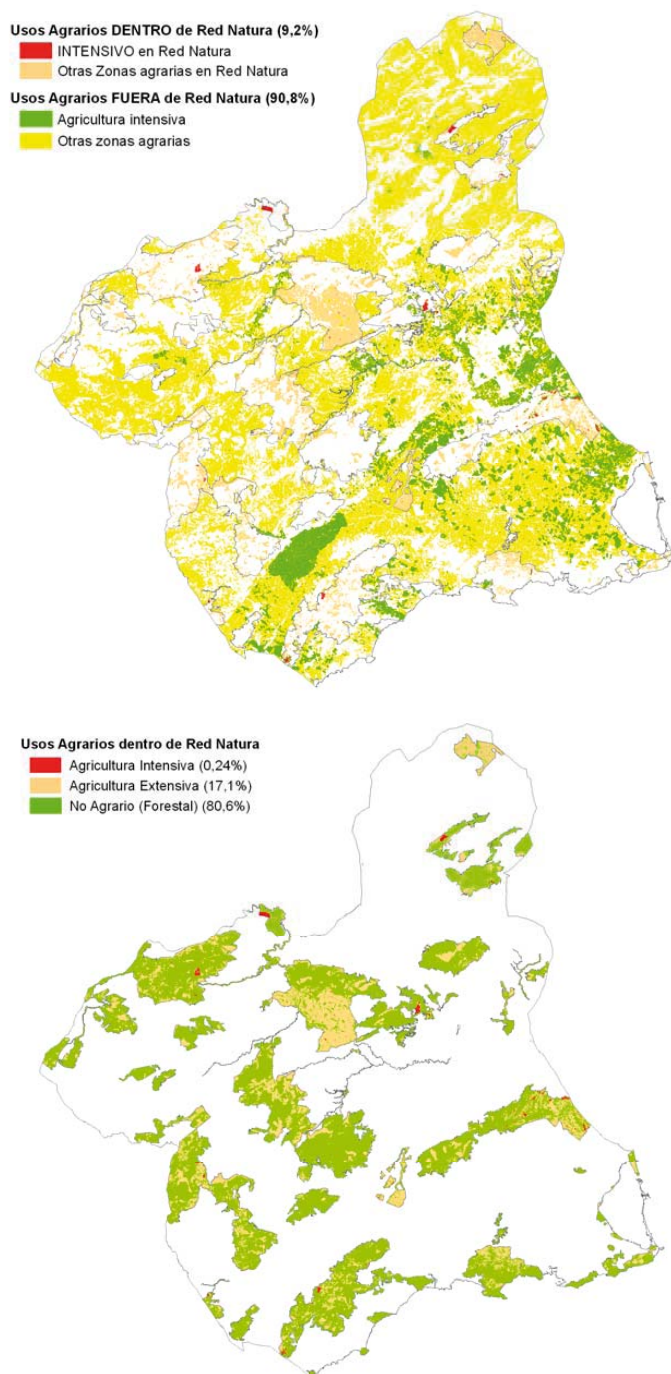 Usos Agrarios DENTRO de Red Natura (9,2%)
INTENSIVO en Red Natura
Otras Zonas agrarias en Red Natura
Usos Agrarios FUERA de Red Natura (90,8%)
Agricultura intensiva
Otras zonas agrarias
Usos Agrarios dentro de Red Natura
Agricultura Intensiva (0,24%)
Agricultura Extensiva (17,1%)
No Agrario (Forestal) (80,6%)